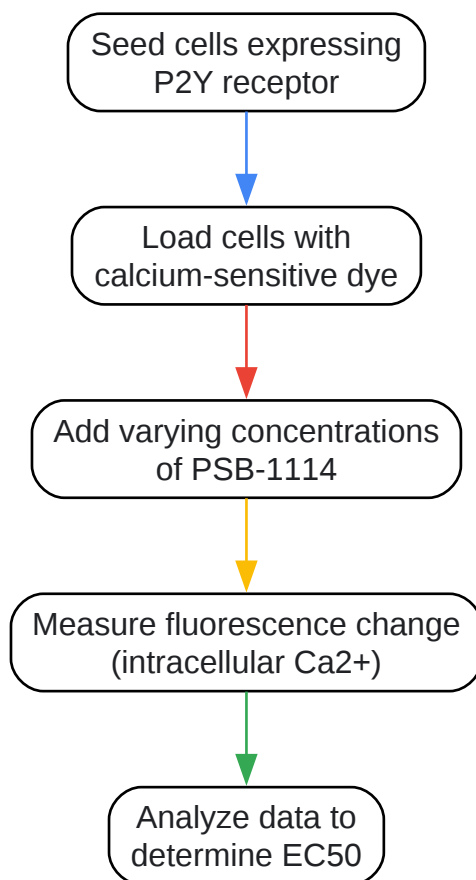 Seed cells expressing
P2Y receptor
Load cells with
calcium-sensitive dye
Add varying concentrations
of PSB-1114
Measure fluorescence change
(intracellular Ca2+)
Analyze data to
determine EC50